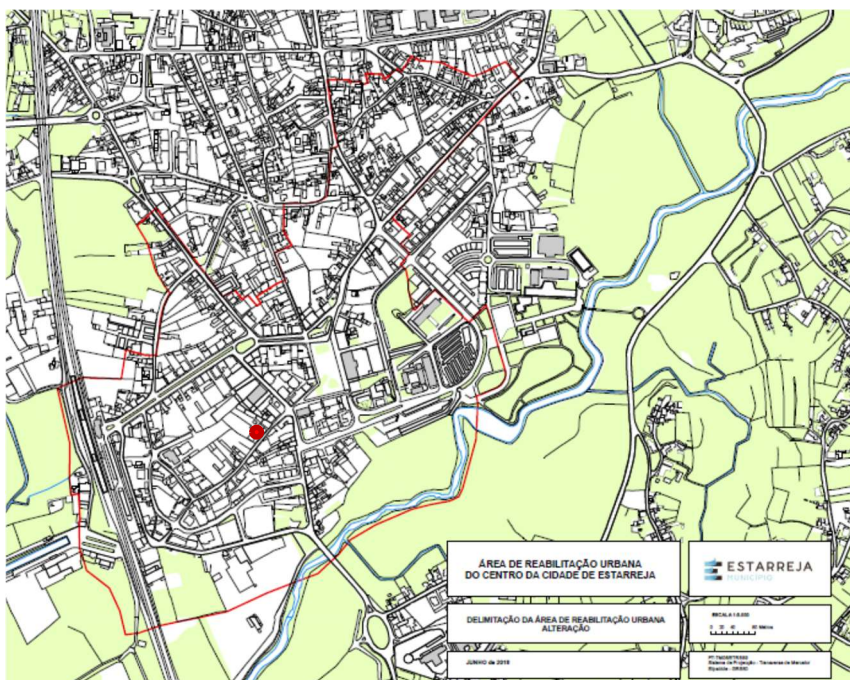 ÁREA DE REABILITAÇÃO URBANA
DO CENTRO DA CIDADE DE ESTARREJA
ESTARREJA
MUNICÍPIO
DELIMITAÇÃO DA ÁREA DE REABILITAÇÃO URBANA
ALTERAÇÃO
JUNHO de 2018